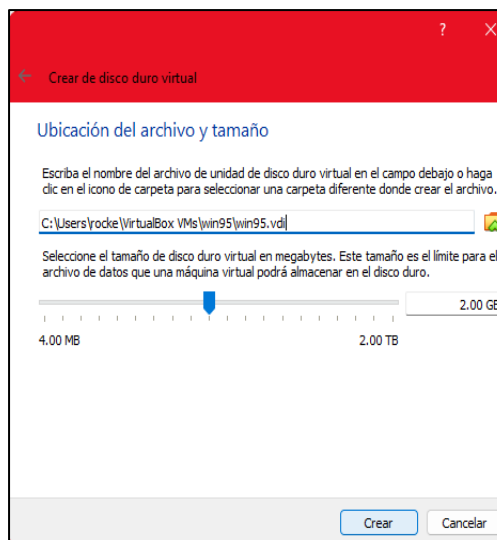 ?
Crear de disco duro virtual
Ubicación del archivo y tamaño
Escriba el nombre del archivo de unidad de disco duro virtual en el campo debajo o haga
clic en el icono de carpeta para seleccionar una carpeta diferente donde crear el archivo.
C:\Users\rocke\VirtualBox VMs\win95\win95.vdi
Seleccione el tamaño de disco duro virtual en megabytes. Este tamaño es el límite para el
archivo de datos que una máquina virtual podrá almacenar en el disco duro.
2.00 GB
4.00 MB 2.00 TB
Crear Cancelar